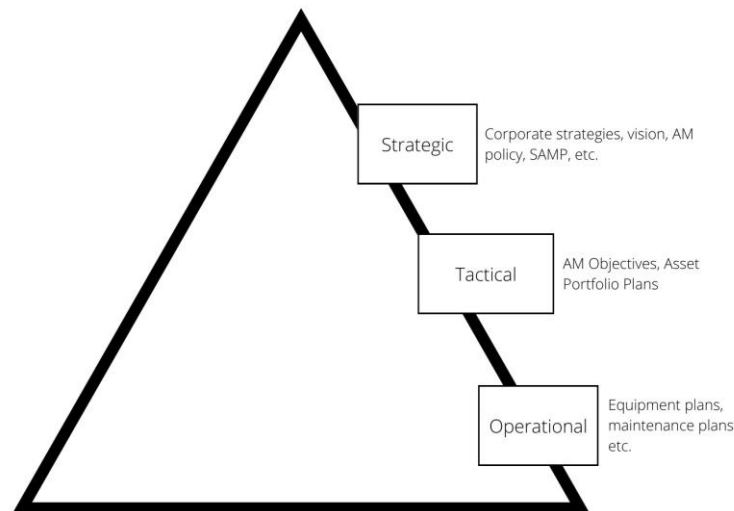 Strategic
Corporate strategies, vision, AM
policy, SAMP, etc.
Tactical
AM Objectives, Asset
Portfolio Plans
Operational
Equipment plans,
maintenance plans
etc.